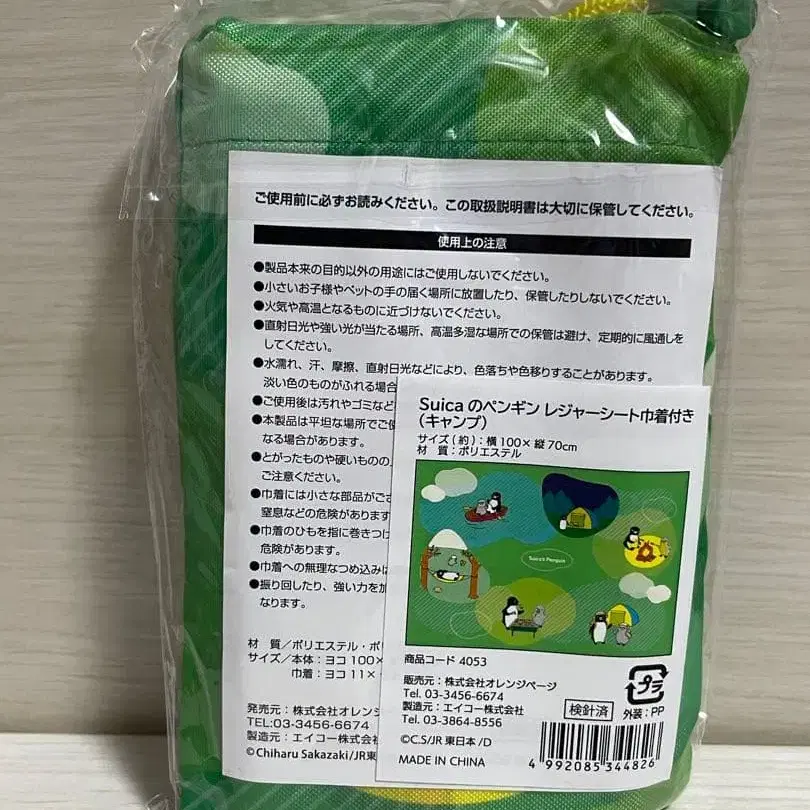 ご使用前に必ずお読みください。この取扱説明書は大切に保管してください。
使用上の注意
●製品本来の目的以外の用途にはご使用しないでください。
●小さいお子様やペットの手の届く場所に放置したり、保管したりしないでください。
●火気や高温となるものに近づけないでください。
●直射日光や強い光が当たる場所、高温多湿な場所での保管は避け、定期的に風通しを
してください。
●水濡れ、汗、摩擦、直射日光などにより、色落ちや色移りすることがあります。
淡い色のものがふれる場合
●ご使用後は汚れやゴミなど
●本製品は平坦な場所でご使
なる場合があります。
●とがったものや硬いものの上
ご注意ください。
●巾着には小さな部品がござ
窒息などの危険があります
●巾着のひもを指に巻きつけ
危険があります。
●巾着への無理なつめ込みは
●振り回したり、強い力を加
なります。
材 質/ポリエステル・ポリ
サイズ/本体:ヨコ100×
巾着:ヨコ11×
発売元:株式会社オレンジペー
TEL:03-3456-6674
製造元:エイコー株式会
©Chiharu Sakazaki/JR東
Suica のペンギン レジャーシート巾着付き
(キャンプ)
サイズ(約):横100×縦70cm
材 質:ポリエステル
Suica's Penguin
商品コード 4053
販売元:株式会社オレンジページ
Tel. 03-3456-6674
製造元:エイコー株式会社
Tel. 03-3864-8556
©C.S/JR 東日本 /D
MADE IN CHINA
検針済
プラ
外装:PP
4 992085 344826